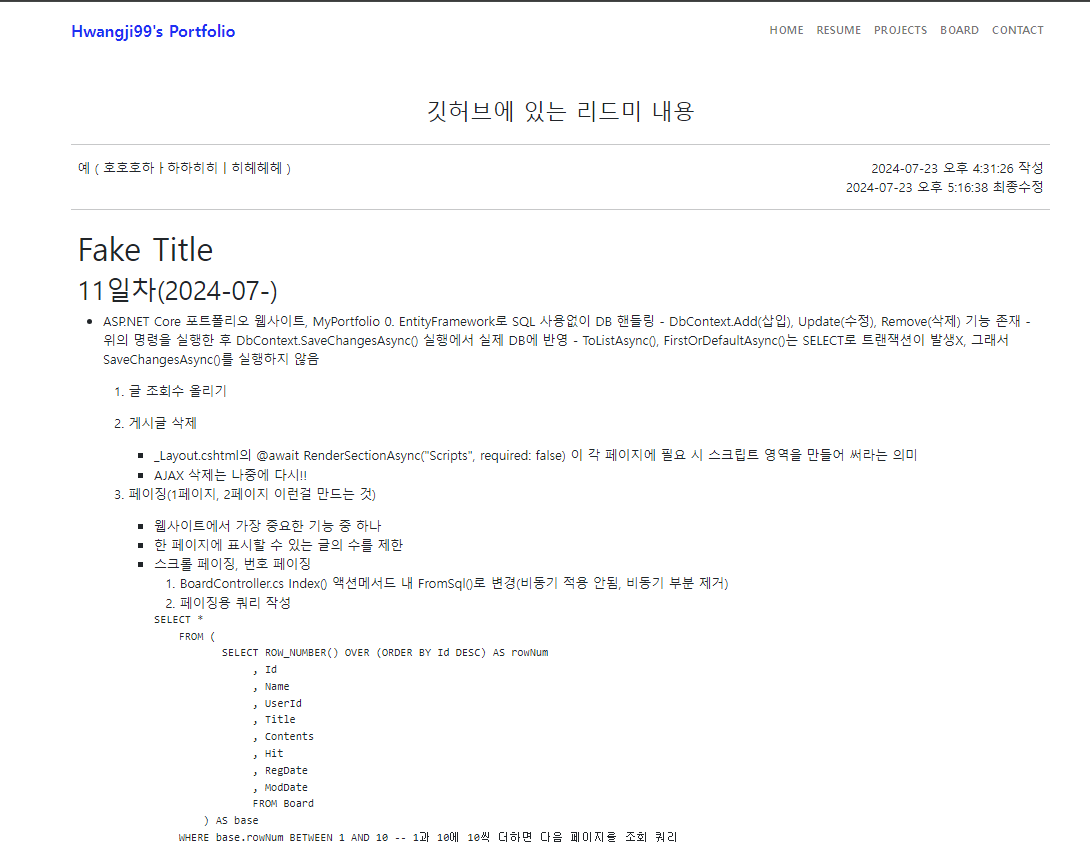 Hwangji99's Portfolio
HOME RESUME PROJECTS BOARD CONTACT
깃허브에 있는 리드미 내용
예 ( 호호호하ㅏ하하히히ㅣ히헤헤헤 )
2024-07-23 오후 4:31:26 작성
2024-07-23 오후 5:16:38 최종수정
Fake Title
11일차(2024-07-)
• ASP.NET Core 포트폴리오 웹사이트, MyPortfolio 0. EntityFramework로 SQL 사용없이 DB 핸들링 - DbContext.Add(삽입), Update(수정), Remove(삭제) 기능 존재 -
위의 명령을 실행한 후 DbContext.SaveChangesAsync() 실행에서 실제 DB에 반영 - ToListAsync(), FirstOrDefaultAsync()는 SELECT로 트랜잭션이 발생X, 그래서
SaveChangesAsync()를 실행하지 않음
1. 글 조회수 올리기
2. 게시글 삭제
▪ _Layout.cshtml의 @await RenderSectionAsync("Scripts", required: false) 이 각 페이지에 필요 시 스크립트 영역을 만들어 써라는 의미
▪ AJAX 삭제는 나중에 다시!!
3. 페이징(1페이지, 2페이지 이런걸 만드는 것)
▪ 웹사이트에서 가장 중요한 기능 중 하나
▪ 한 페이지에 표시할 수 있는 글의 수를 제한
▪ 스크롤 페이징, 번호 페이징
1. BoardController.cs Index() 액션메서드 내 FromSql()로 변경(비동기 적용 안됨, 비동기 부분 제거)
2. 페이징용 쿼리 작성
SELECT *
FROM (
SELECT ROW_NUMBER() OVER (ORDER BY Id DESC) AS rowNum
, Id
, Name
, UserId
, Title
, Contents
, Hit
, RegDate
, ModDate
FROM Board
) AS base
WHERE base.rowNum BETWEEN 1 AND 10 -- 1과 10에 10씩 더하면 다음 페이지를 조회 쿼리